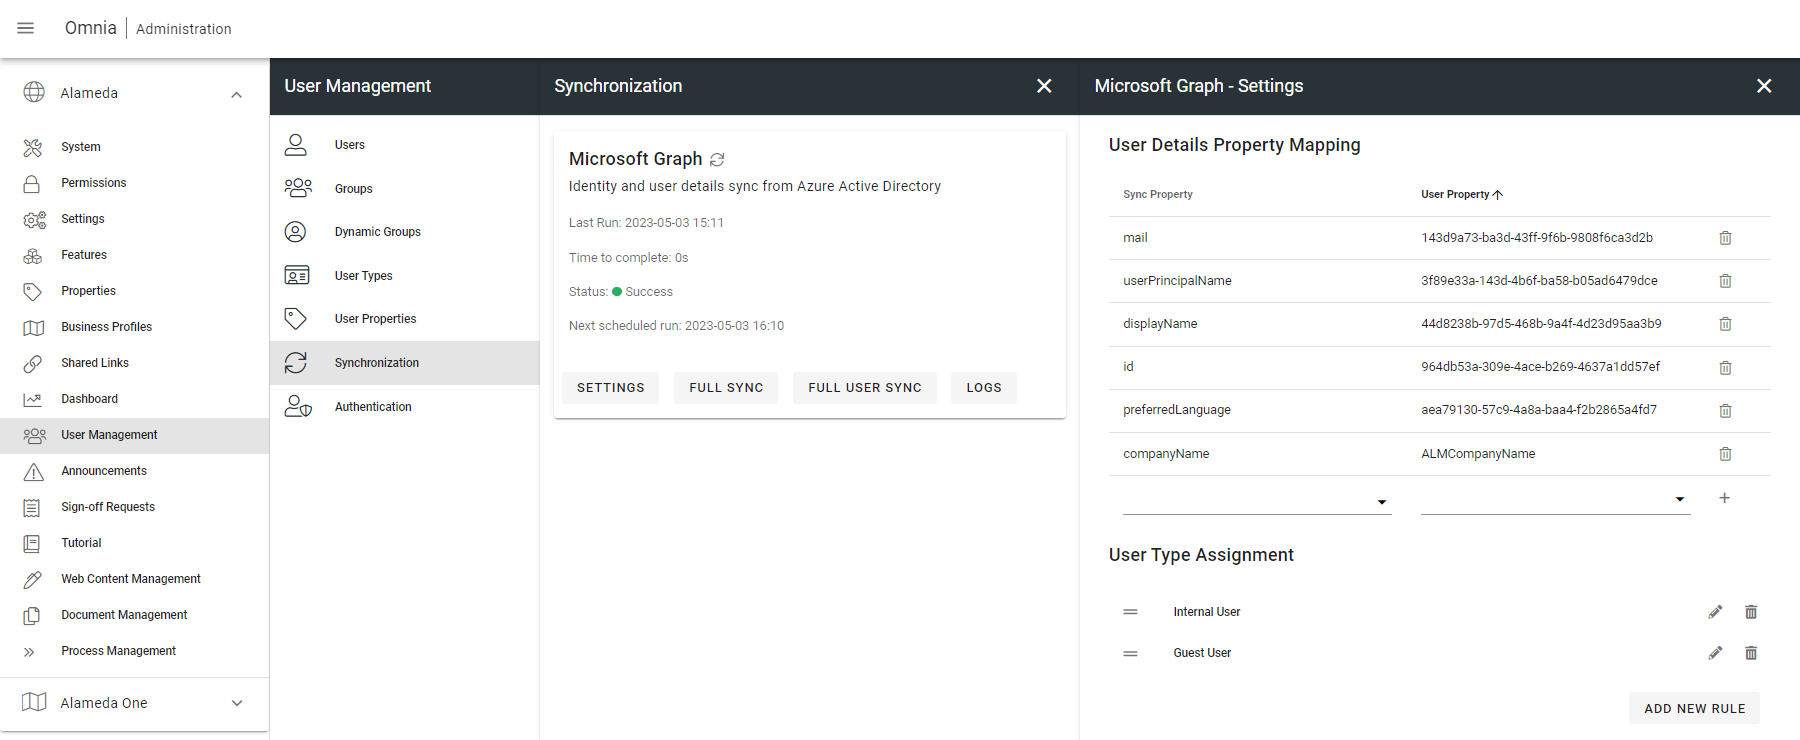 Omnia
Administration
Alameda
System
Permissions
Settings
Features
Properties
Business Profiles
Shared Links
Dashboard
User Management
Announcements
Sign-off Requests
Tutorial
Web Content Management
Document Management
Process Management
Alameda One
User Management
Users
Groups
Dynamic Groups
User Types
User Properties
Synchronization
Authentication
Synchronization
Microsoft Graph
Identity and user details sync from Azure Active Directory
Last Run: 2023-05-03 15:11
Time to complete: 0s
Status: Success
Next scheduled run: 2023-05-03 16:10
SETTINGS FULL SYNC FULL USER SYNC LOGS
Microsoft Graph - Settings
User Details Property Mapping
Sync Property User Property
mail 143d9a73-ba3d-43ff-9f6b-9808f6ca3d2b
userPrincipalName 3f89e33a-143d-4b6f-ba58-b05ad6479dce
displayName 44d8238b-97d5-468b-9a4f-4d23d95aa3b9
id 964db53a-309e-4ace-b269-4637a1dd57ef
preferredLanguage aea79130-57c9-4a8a-baa4-f2b2865a4fd7
companyName ALMCompanyName
User Type Assignment
Internal User
Guest User
ADD NEW RULE